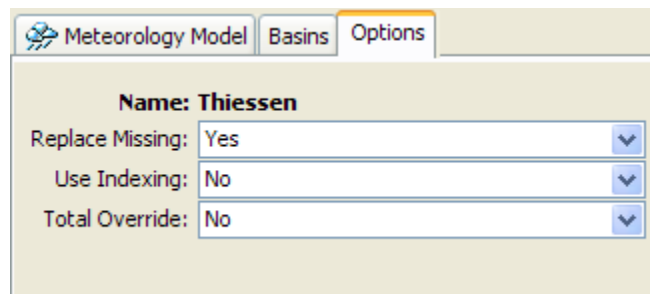 Meteorology Model Basins Options
Name: Thiessen
Replace Missing: Yes
Use Indexing: No
Total Override: No